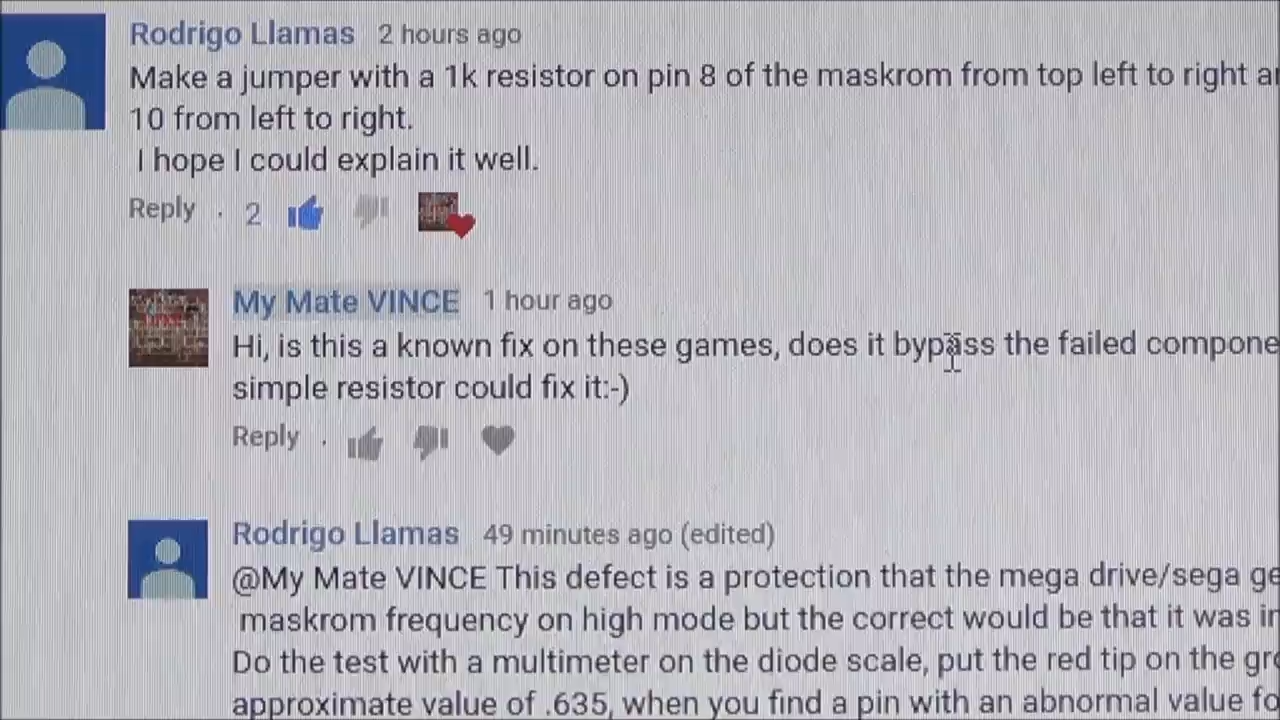 Rodrigo Llamas 2 hours ago
Make a jumper with a 1k resistor on pin 8 of the maskrom from top left to right
10 from left to right.
I hope I could explain it well.
Reply · 2
My Mate VINCE 1 hour ago
Hi, is this a known fix on these games, does it bypass the failed
simple resistor could fix it:-)
Reply ·
Rodrigo Llamas 49 minutes ago (edited)
@My Mate VINCE This defect is a protection that the mega drive/sega
maskrom frequency on high mode but the correct would be that it was
Do the test with a multimeter on the diode scale, put the red tip on the
approximate value of .635, when you find a pin with an abnormal value